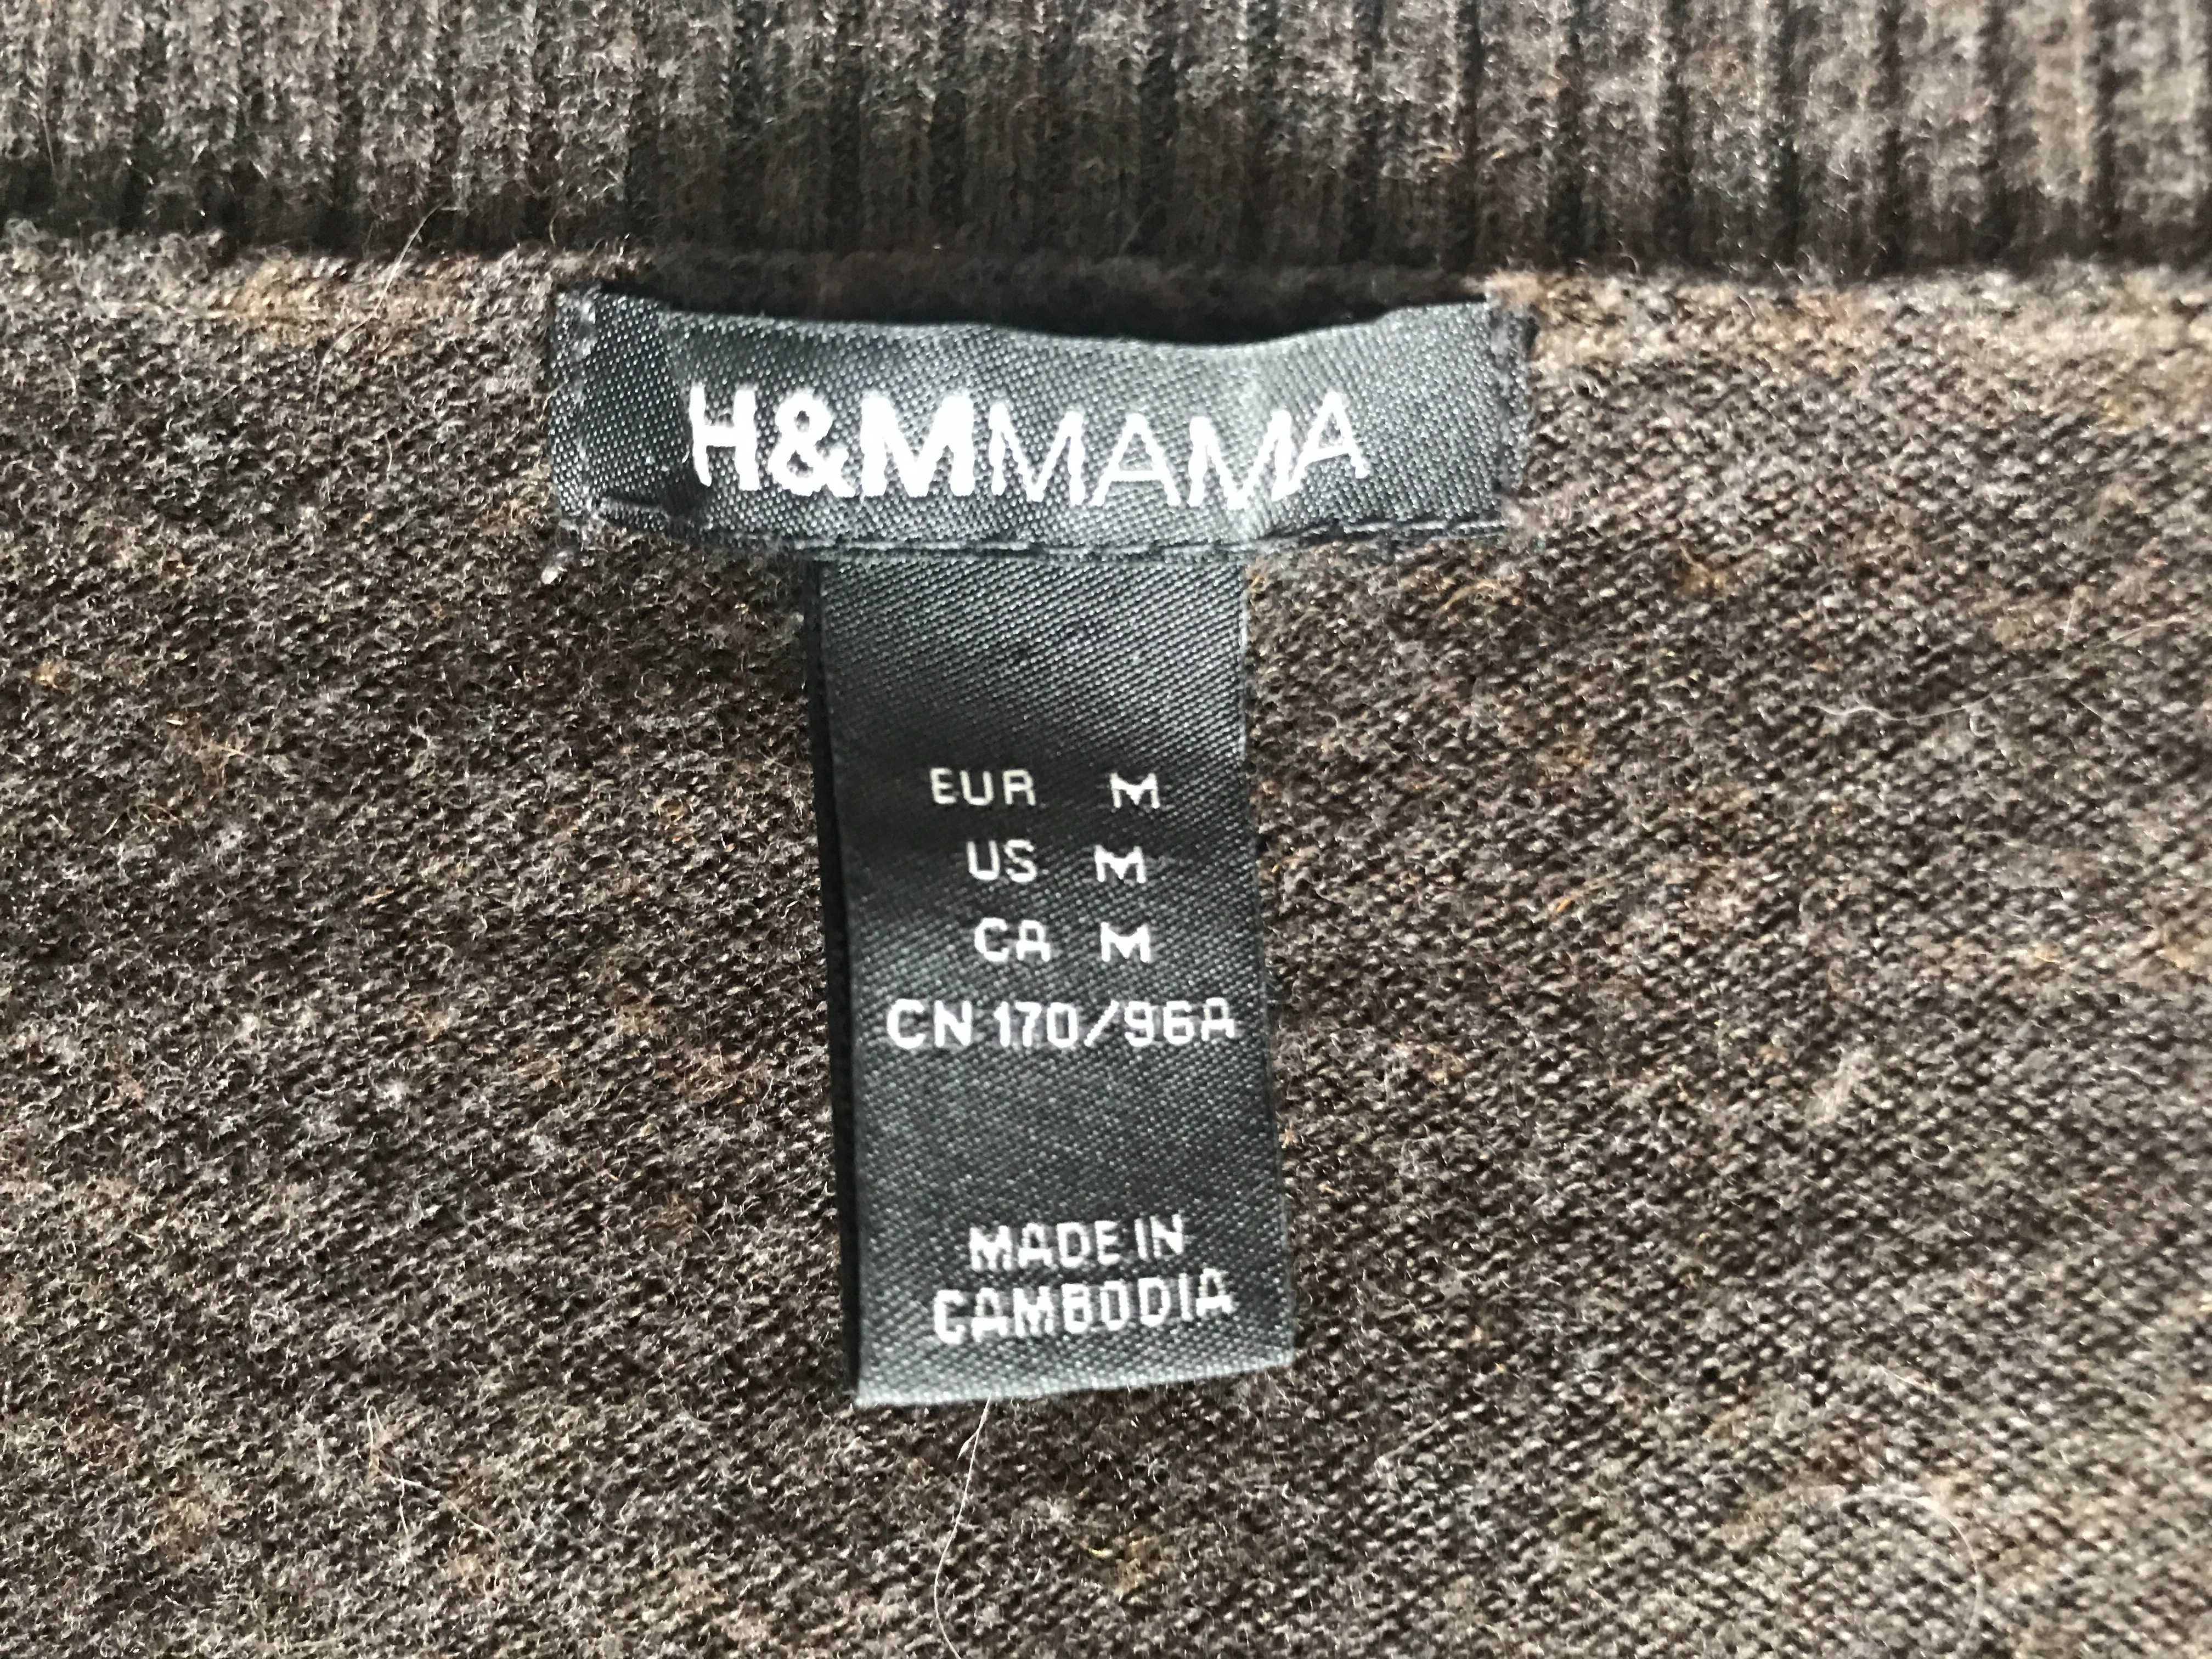 H&MMAMA
EUR M
US M
CA M
CN 170/96A
MADE IN
CAMBODIA